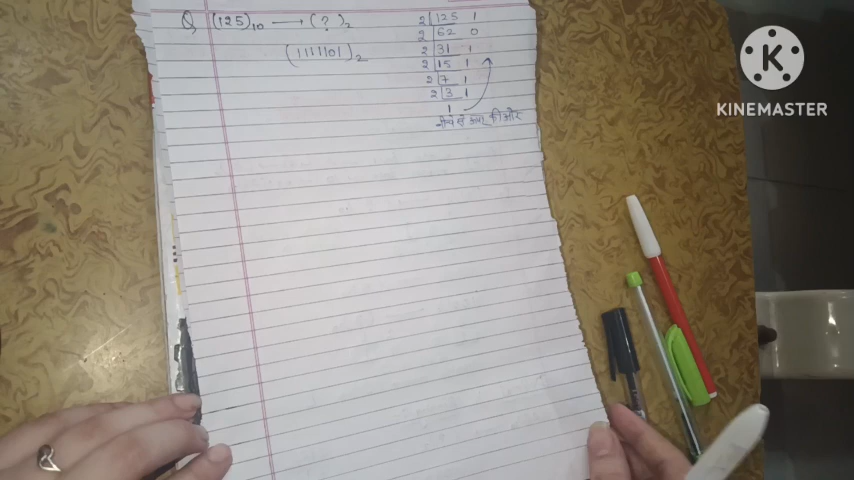 Q, (125)₁₀ → (?)₂
(1111101)₂
2 | 125 1
2 | 62 0
2 | 31 1
2 | 15 1
2 | 7 1
2 | 3 1
1
नीचे से ऊपर की ओर
KINEMASTER